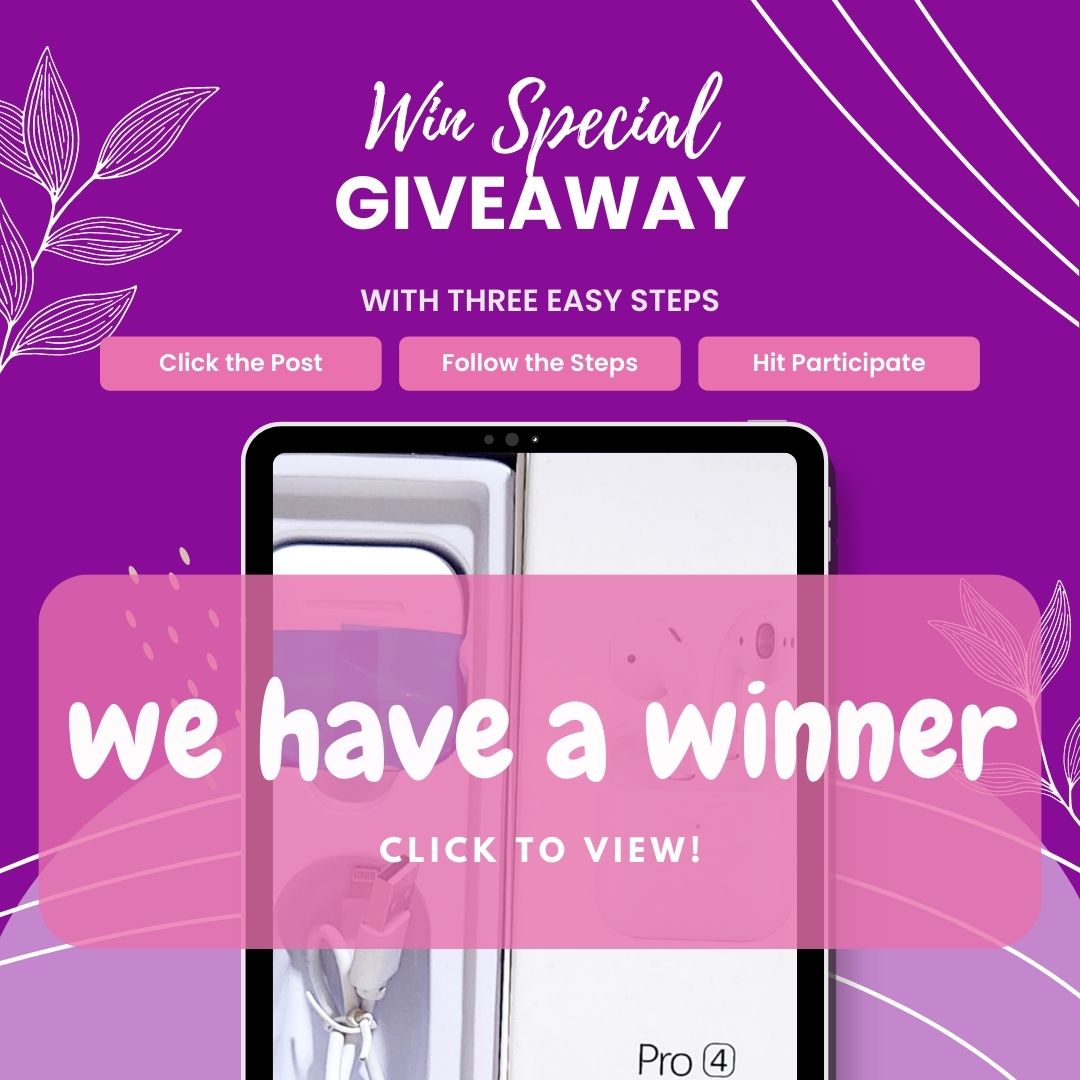 Win Special
GIVEAWAY
WITH THREE EASY STEPS
Click the Post
Follow the Steps
Hit Participate
we have a winner
CLICK TO VIEW!
Pro 4